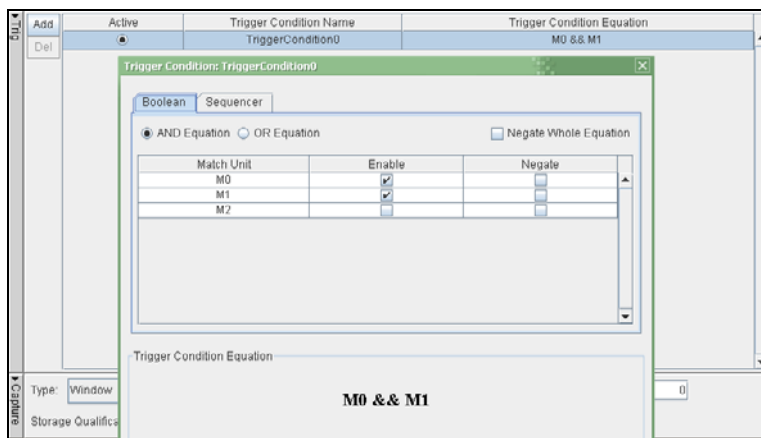 Trig
Add Active Trigger Condition Name Trigger Condition Equation
Del TriggerCondition0 M0 && M1
Trigger Condition: TriggerCondition0
Boolean Sequencer
AND Equation OR Equation Negate Whole Equation
Match Unit Enable Negate
M0
M1
M2
Trigger Condition Equation
M0 && M1
Capture
Type: Window 0
Storage Qualifica